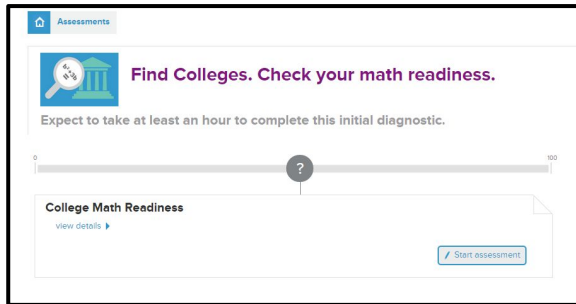 Assessments
Find Colleges. Check your math readiness.
Expect to take at least an hour to complete this initial diagnostic.
0
100
?
College Math Readiness
view details
Start assessment